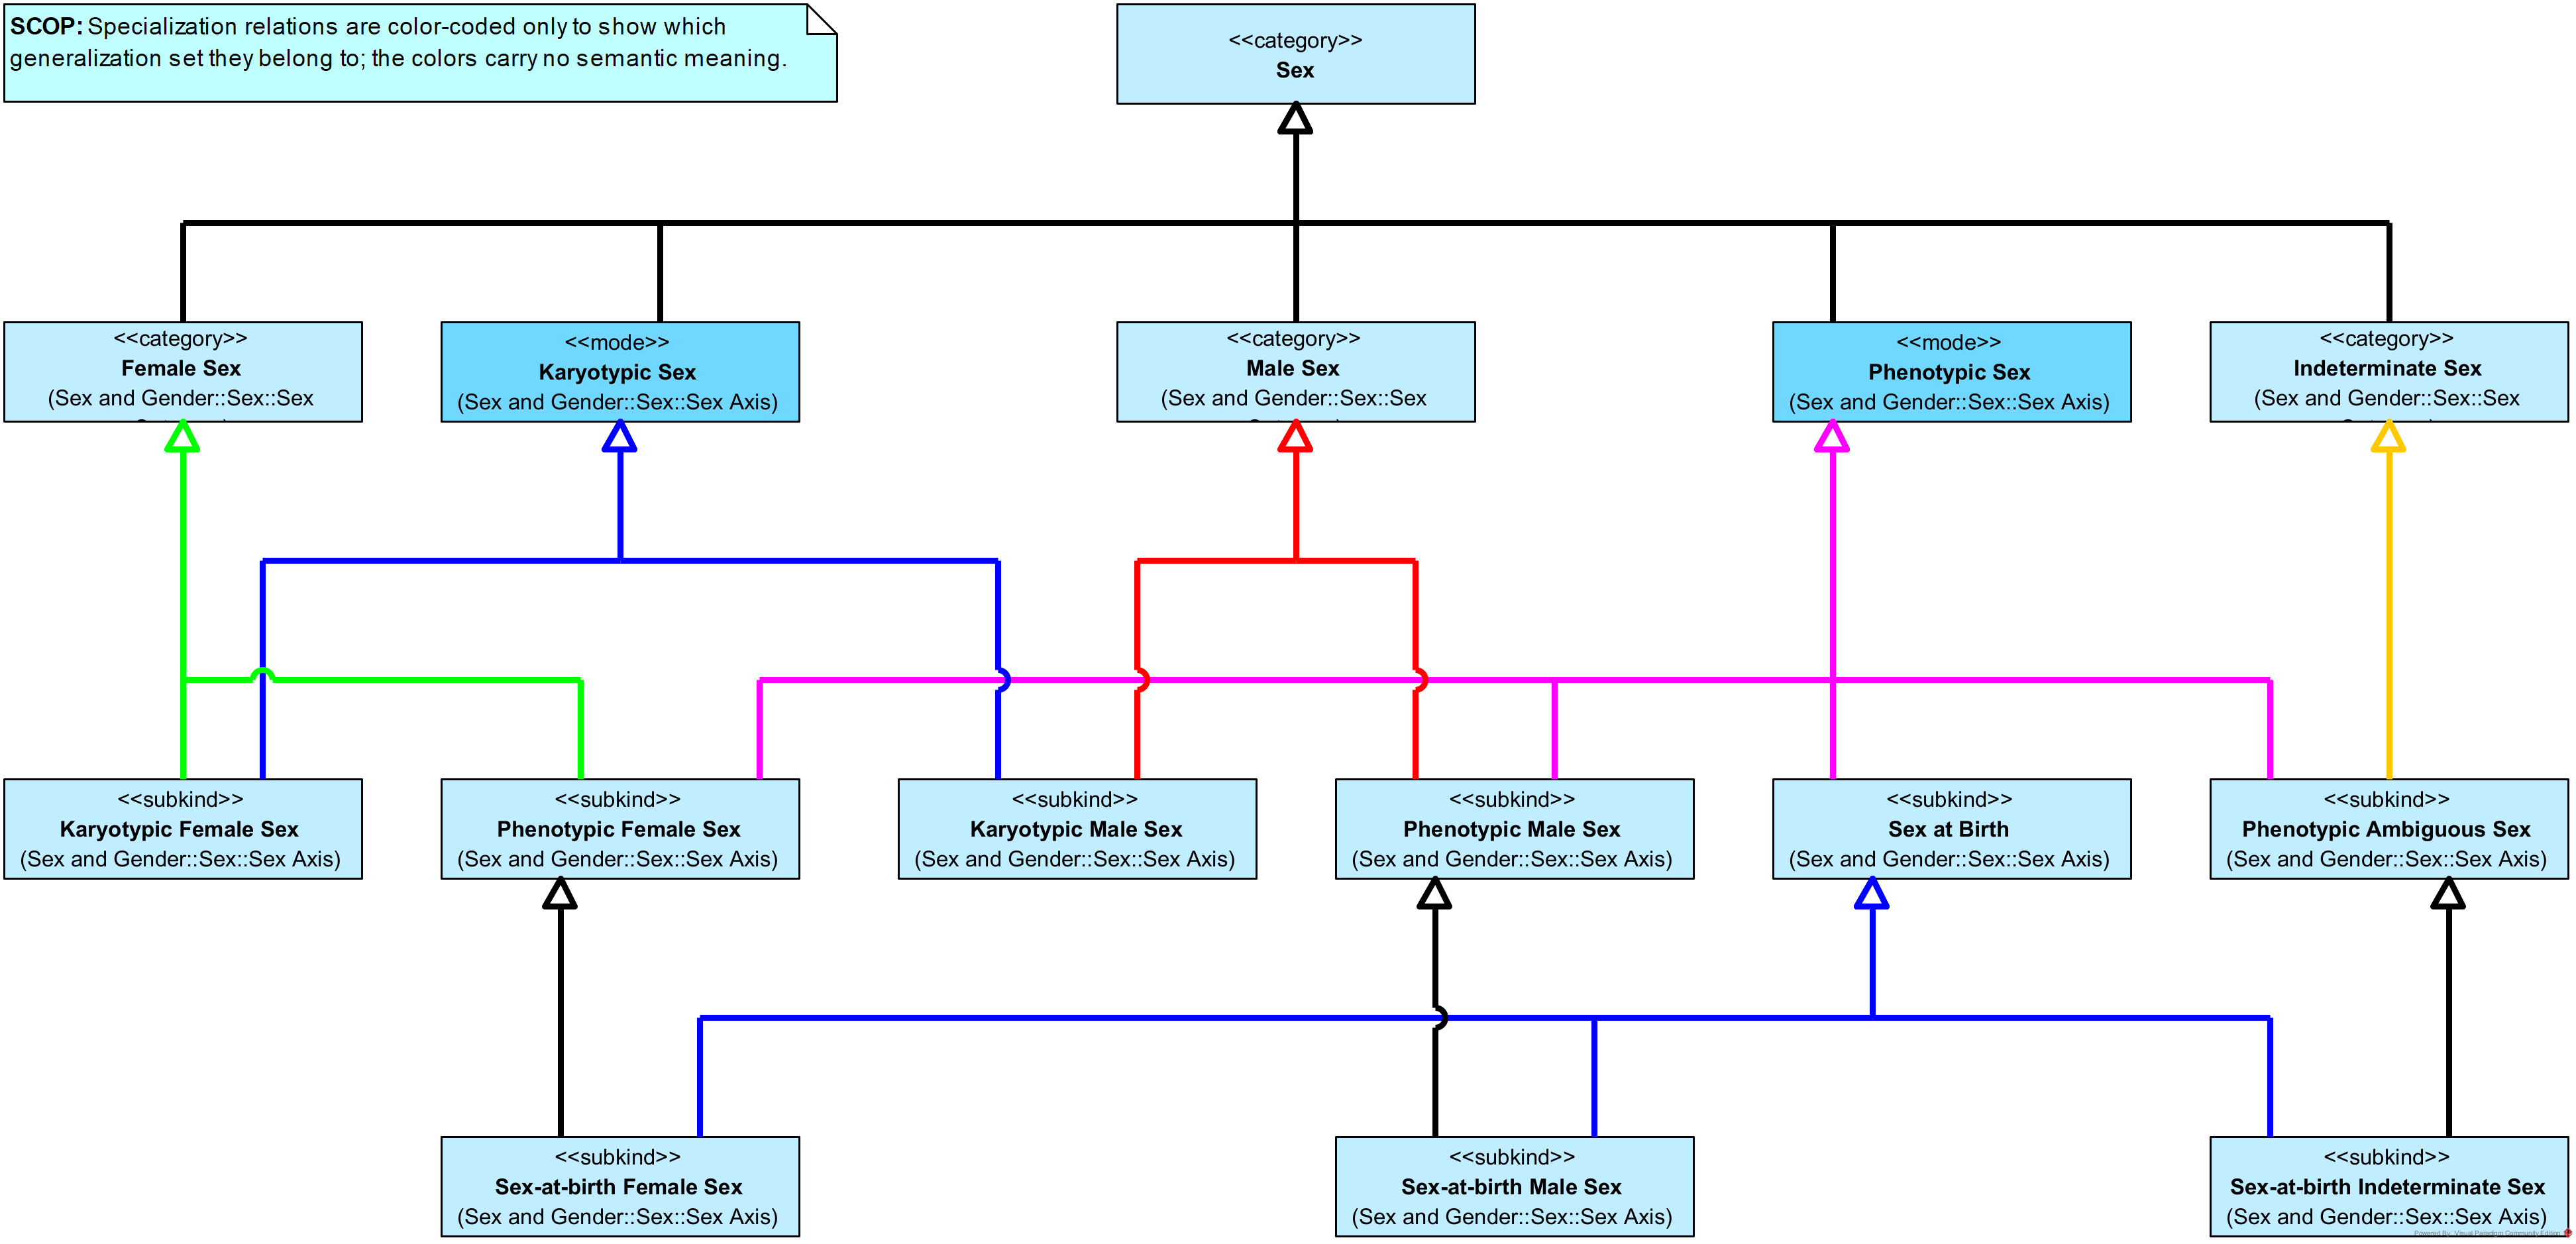 SCOP: Specialization relations are color-coded only to show which
generalization set they belong to; the colors carry no semantic meaning.
<<category>>
Sex
<<category>>
Female Sex
(Sex and Gender::Sex::Sex
<<mode>>
Karyotypic Sex
(Sex and Gender::Sex::Sex Axis)
<<category>>
Male Sex
(Sex and Gender::Sex::Sex
<<mode>>
Phenotypic Sex
(Sex and Gender::Sex::Sex Axis)
<<category>>
Indeterminate Sex
(Sex and Gender::Sex::Sex
<<subkind>>
Karyotypic Female Sex
(Sex and Gender::Sex::Sex Axis)
<<subkind>>
Phenotypic Female Sex
(Sex and Gender::Sex::Sex Axis)
<<subkind>>
Karyotypic Male Sex
(Sex and Gender::Sex::Sex Axis)
<<subkind>>
Phenotypic Male Sex
(Sex and Gender::Sex::Sex Axis)
<<subkind>>
Sex at Birth
(Sex and Gender::Sex::Sex Axis)
<<subkind>>
Phenotypic Ambiguous Sex
(Sex and Gender::Sex::Sex Axis)
<<subkind>>
Sex-at-birth Female Sex
(Sex and Gender::Sex::Sex Axis)
<<subkind>>
Sex-at-birth Male Sex
(Sex and Gender::Sex::Sex Axis)
<<subkind>>
Sex-at-birth Indeterminate Sex
(Sex and Gender::Sex::Sex Axis)
Powered By: Visual Paradigm Community Edition